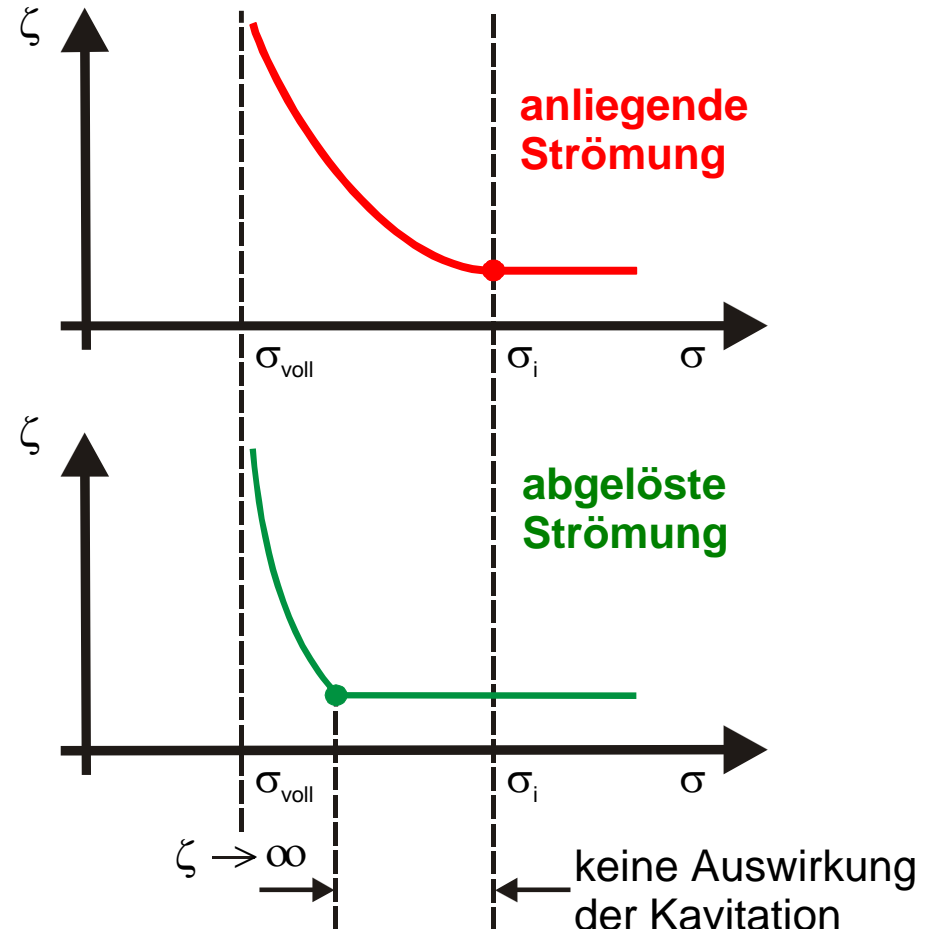 ζ
anliegende
Strömung
σvoll
σi
σ
ζ
abgelöste
Strömung
σvoll
σi
σ
ζ → ∞
keine Auswirkung
der Kavitation